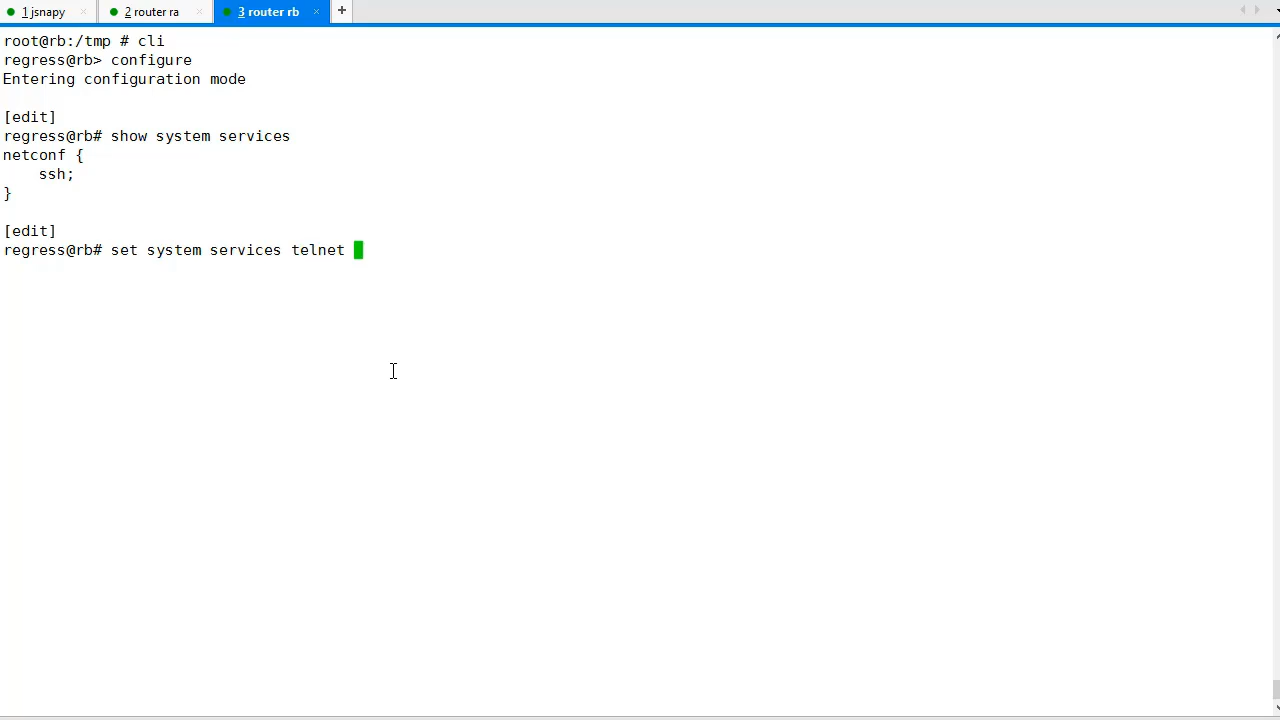 1 jsnapy × 2 router ra × 3 router rb × +
root@rb:/tmp # cli
regress@rb> configure
Entering configuration mode
[edit]
regress@rb# show system services
netconf {
    ssh;
}
[edit]
regress@rb# set system services telnet